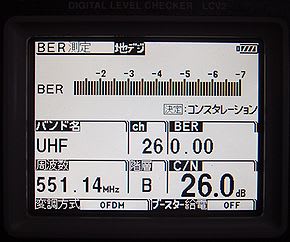 DIGITAL LEVEL CHECKER LCV2
BER測定 地デジ
-2 -3 -4 -5 -6 -7
BER
決定:コンスタレーション
バンド名 ch BER
UHF 26 0.00
周波数 階層 C/N
551.14MHz B 26.0dB
変調方式 OFDM ブースター給電 OFF